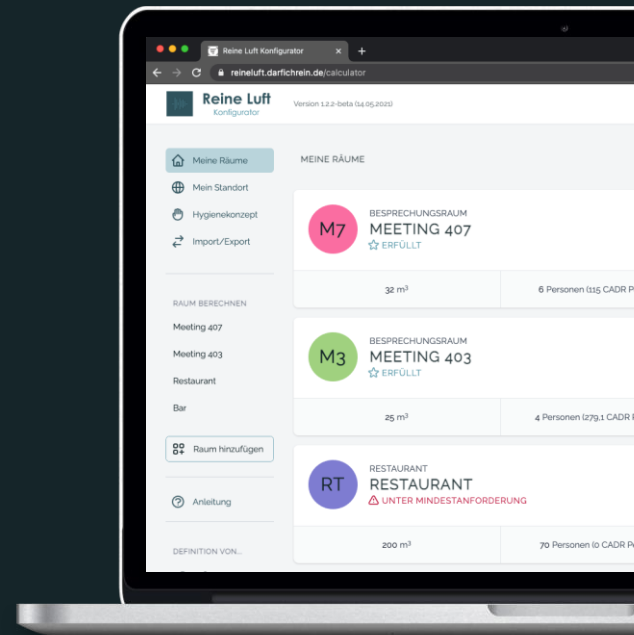 Reine Luft Konfigurator
reineluft.darfichrein.de/calculator
Reine Luft
Konfigurator
Version 1.2.2-beta (14.05.2021)
Meine Räume
Mein Standort
Hygienekonzept
Import/Export
RAUM BERECHNEN
Meeting 407
Meeting 403
Restaurant
Bar
Raum hinzufügen
Anleitung
DEFINITION VON...
MEINE RÄUME
M7
BESPRECHUNGSRAUM
MEETING 407
ERFÜLLT
32 m³
6 Personen (115 CADR P
M3
BESPRECHUNGSRAUM
MEETING 403
ERFÜLLT
25 m³
4 Personen (279,1 CADR
RT
RESTAURANT
RESTAURANT
UNTER MINDESTANFORDERUNG
200 m³
70 Personen (0 CADR P